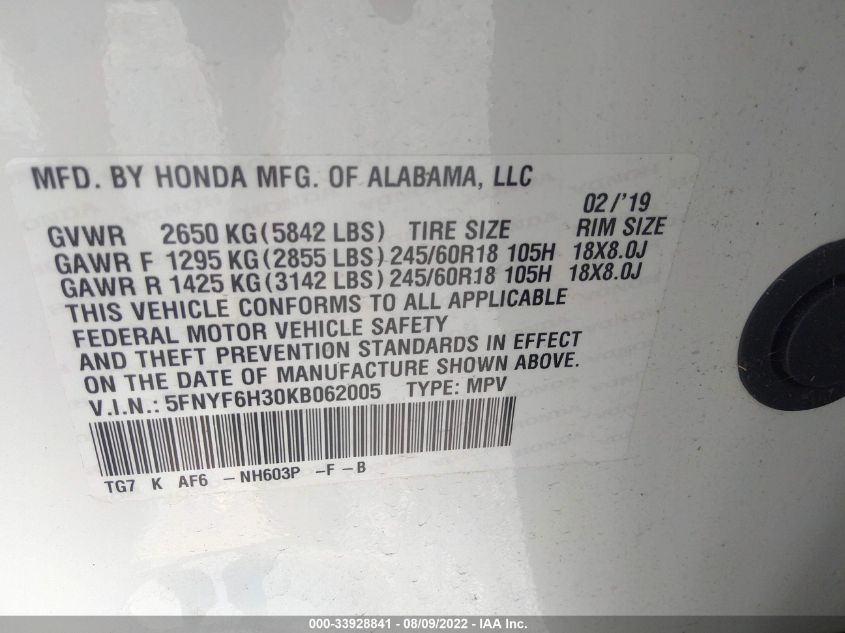 MFD. BY HONDA MFG. OF ALABAMA, LLC
02/'19
GVWR 2650 KG(5842 LBS) TIRE SIZE RIM SIZE
GAWR F 1295 KG(2855 LBS)245/60R18 105H 18X8.0J
GAWR R 1425 KG(3142 LBS)245/60R18 105H 18X8.0J
THIS VEHICLE CONFORMS TO ALL APPLICABLE
FEDERAL MOTOR VEHICLE SAFETY
AND THEFT PREVENTION STANDARDS IN EFFECT
ON THE DATE OF MANUFACTURE SHOWN ABOVE.
V.I.N.: 5FNYF6H30KB062005 TYPE: MPV
TG7 K AF6 -NH603P -F-B
000-33928841 / 08/09/2022 - IAA Inc.